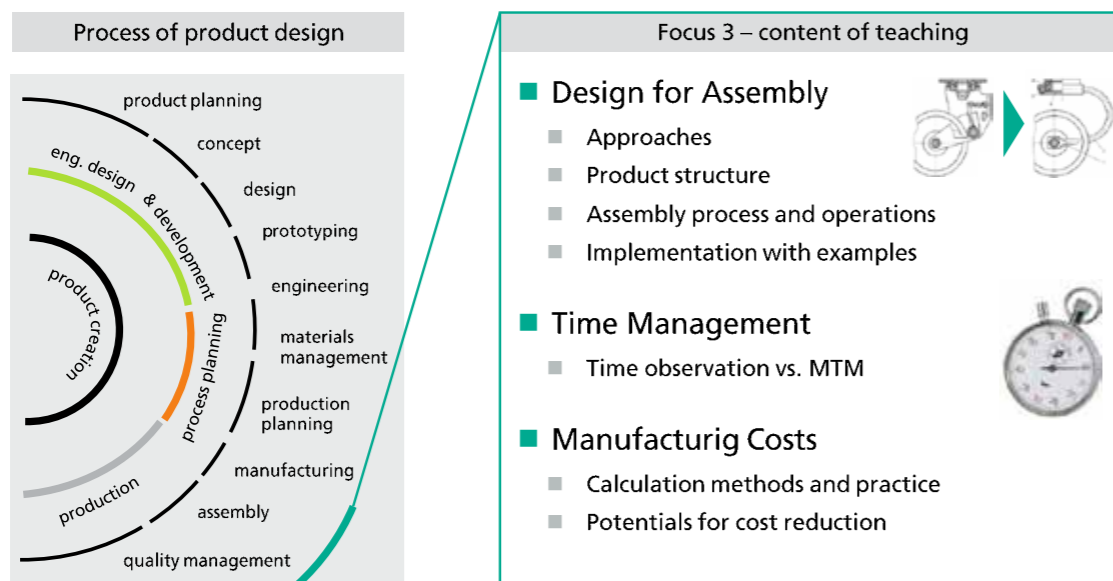 Process of product design
product planning
concept
design
prototyping
engineering
materials
management
production
planning
manufacturing
assembly
quality management
eng. design
& development
process planning
production
product creation
Focus 3 – content of teaching
Design for Assembly
Approaches
Product structure
Assembly process and operations
Implementation with examples
Time Management
Time observation vs. MTM
Manufacturig Costs
Calculation methods and practice
Potentials for cost reduction